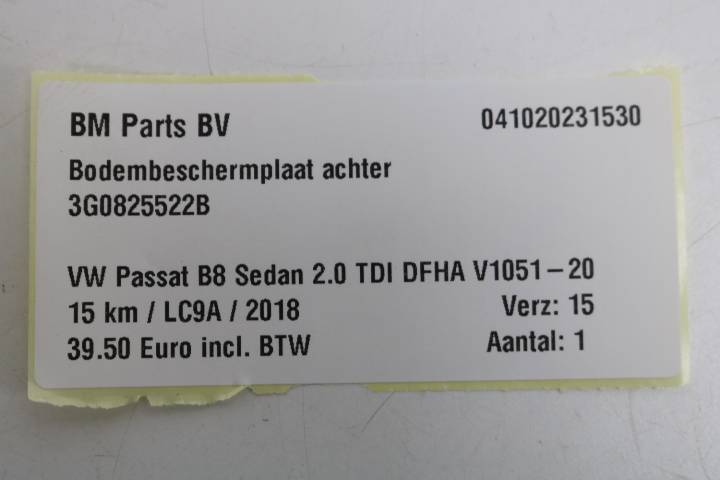 BM Parts BV 041020231530
Bodembeschermplaat achter
3G0825522B
VW Passat B8 Sedan 2.0 TDI DFHA V1051-20
15 km / LC9A / 2018 Verz: 15
39.50 Euro incl. BTW Aantal: 1